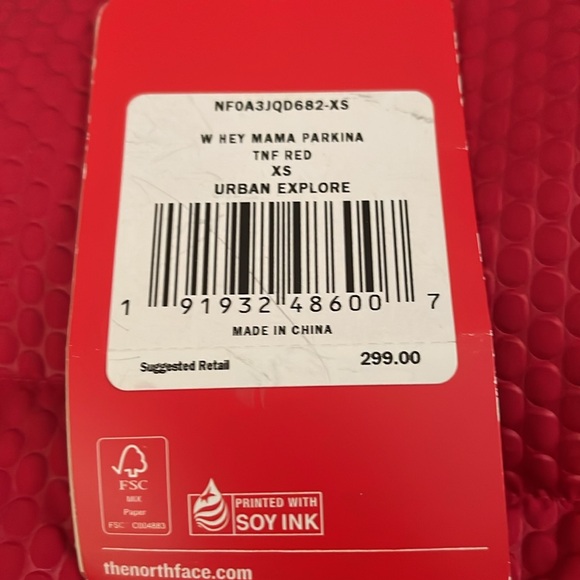 NF0A3JQD682-XS
W HEY MAMA PARKINA
TNF RED
XS
URBAN EXPLORE
1 91932 48600 7
MADE IN CHINA
Suggested Retail 299.00
FSC
MIX
Paper
FSC C004883
PRINTED WITH
SOY INK
thenorthface.com